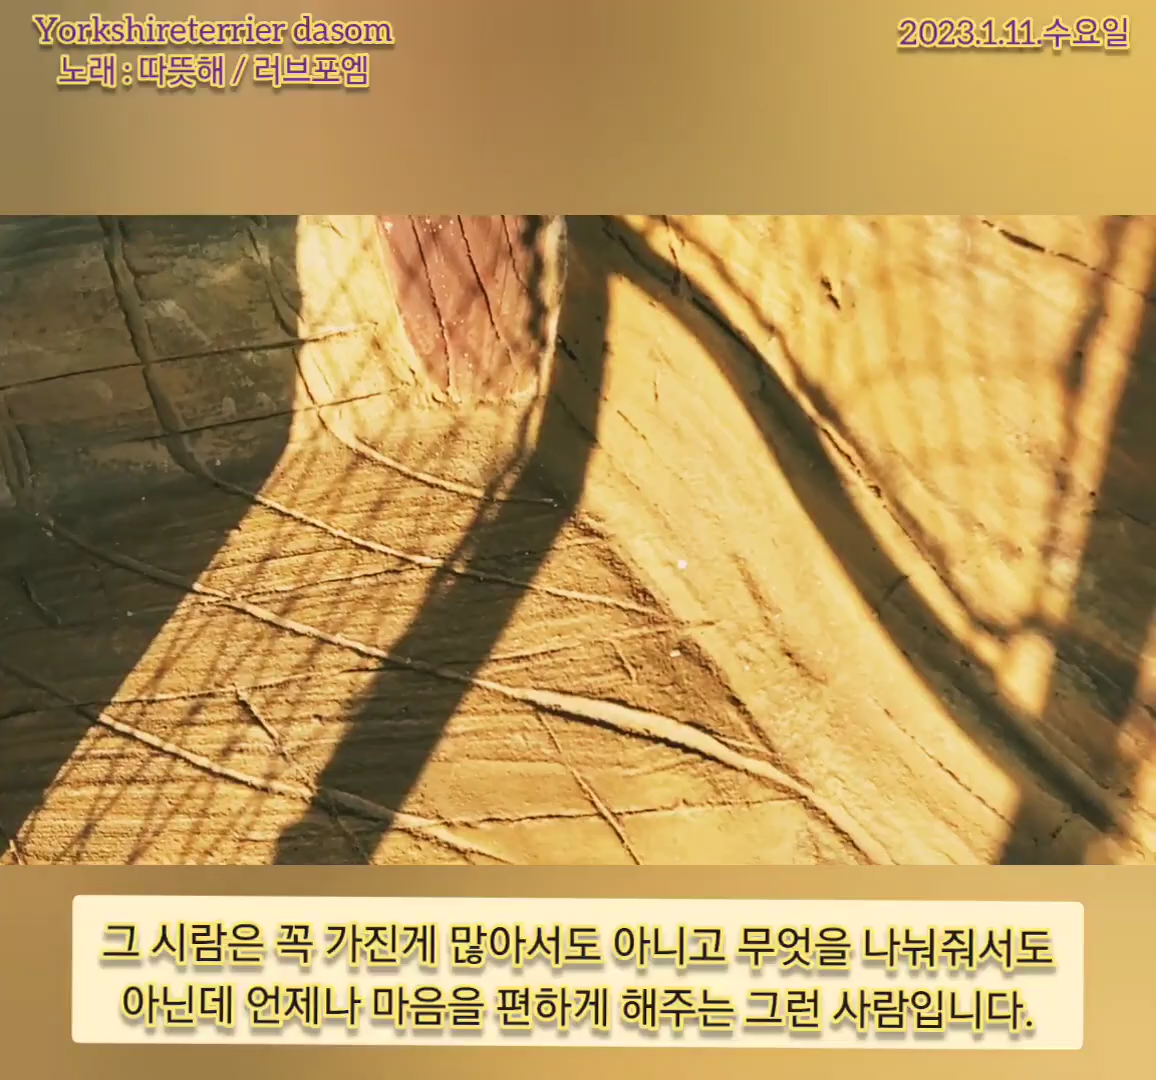 Yorkshireterrier dasom
노래 : 따뜻해 / 러브포엠
2023.1.11.수요일
그 시람은 꼭 가진게 많아서도 아니고 무엇을 나눠줘서도
아닌데 언제나 마음을 편하게 해주는 그런 사람입니다.